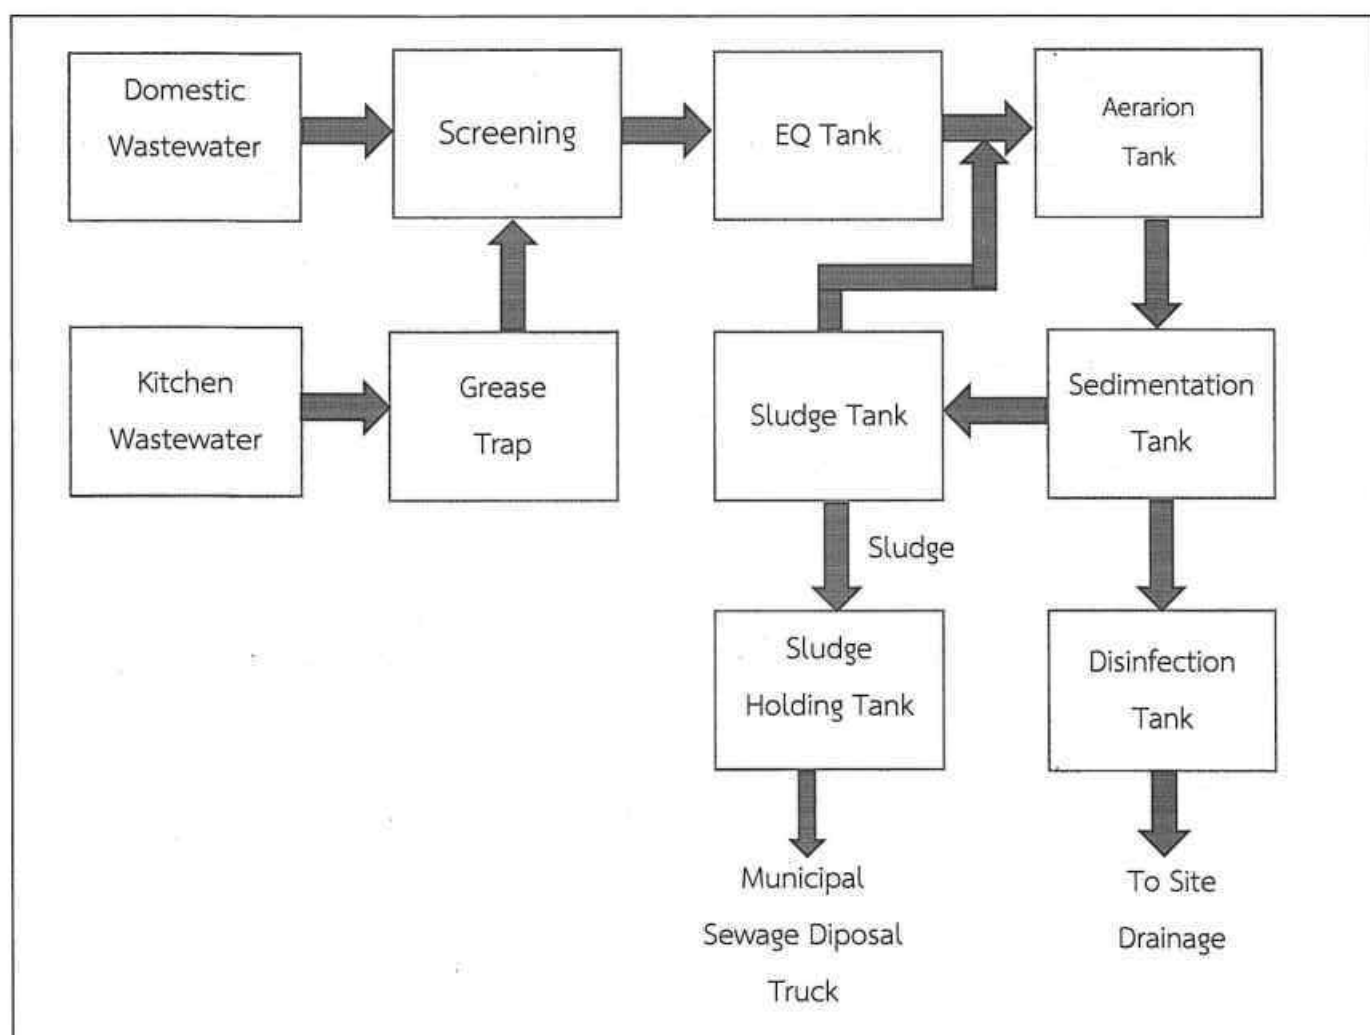 Domestic
Wastewater
Screening
EQ Tank
Aerarion
Tank
Kitchen
Wastewater
Grease
Trap
Sludge Tank
Sedimentation
Tank
Sludge
Sludge
Holding Tank
Disinfection
Tank
Municipal
Sewage Diposal
Truck
To Site
Drainage